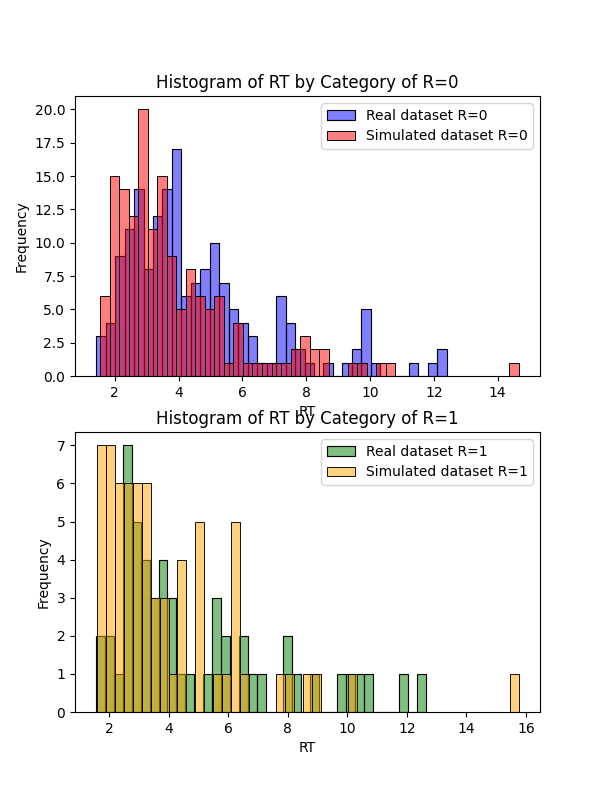 Histogram of RT by Category of R=0
Real dataset R=0
Simulated dataset R=0
Frequency
20.0
17.5
15.0
12.5
10.0
7.5
5.0
2.5
0.0
2 4 6 8 10 12 14
RT
Histogram of RT by Category of R=1
Real dataset R=1
Simulated dataset R=1
Frequency
7
6
5
4
3
2
1
0
2 4 6 8 10 12 14 16
RT